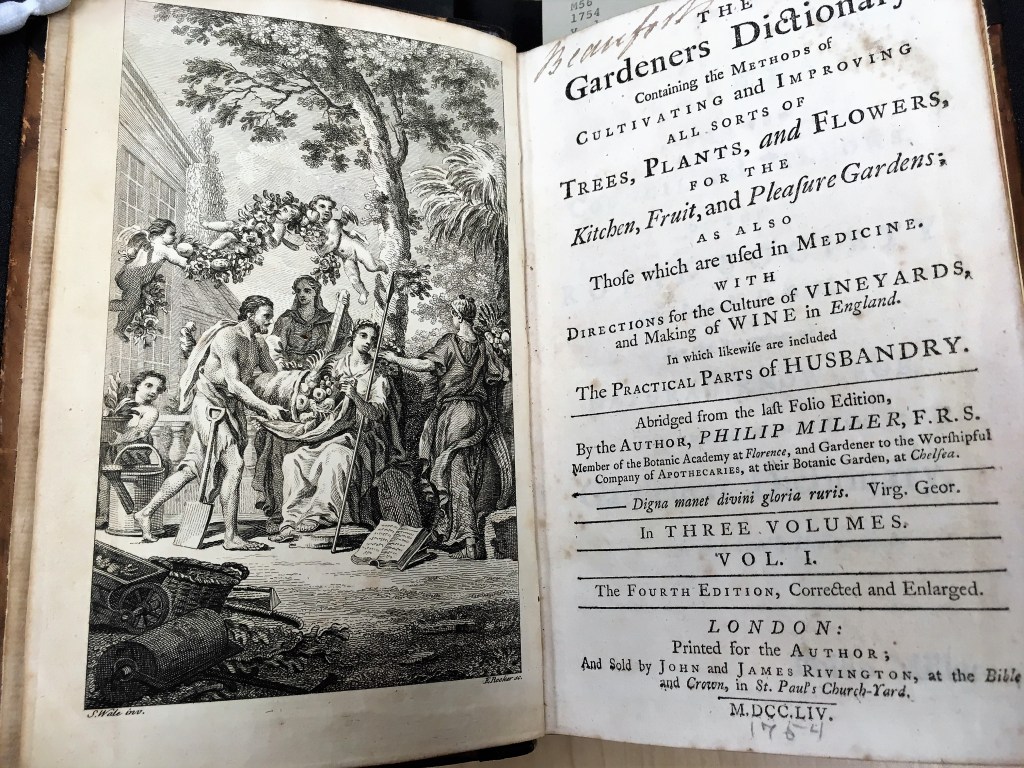 S. Wale inv.
M56
1754
Beaufort
THE
Gardeners Dictionary
Containing the METHODS of
CULTIVATING and IMPROVING
ALL SORTS OF
TREES, PLANTS, and FLOWERS,
FOR THE
Kitchen, Fruit, and Pleaſure Gardens;
AS ALSO
Thoſe which are uſed in MEDICINE.
WITH
DIRECTIONS for the Culture of VINEYARDS,
and Making of WINE in England.
In which likewiſe are included
The PRACTICAL PARTS of HUSBANDRY.
Abridged from the laſt Folio Edition,
By the AUTHOR, PHILIP MILLER, F.R.S.
Member of the Botanic Academy at Florence, and Gardener to the Worſhipful
Company of APOTHECARIES, at their Botanic Garden, at Chelſea.
— Digna manet divini gloria ruris. Virg. Geor.
In THREE VOLUMES.
VOL. I.
The FOURTH EDITION, Corrected and Enlarged.
LONDON:
Printed for the AUTHOR;
And Sold by JOHN and JAMES RIVINGTON, at the Bible
and Crown, in St. Paul's Church-Yard.
M.DCC.LIV.
1754